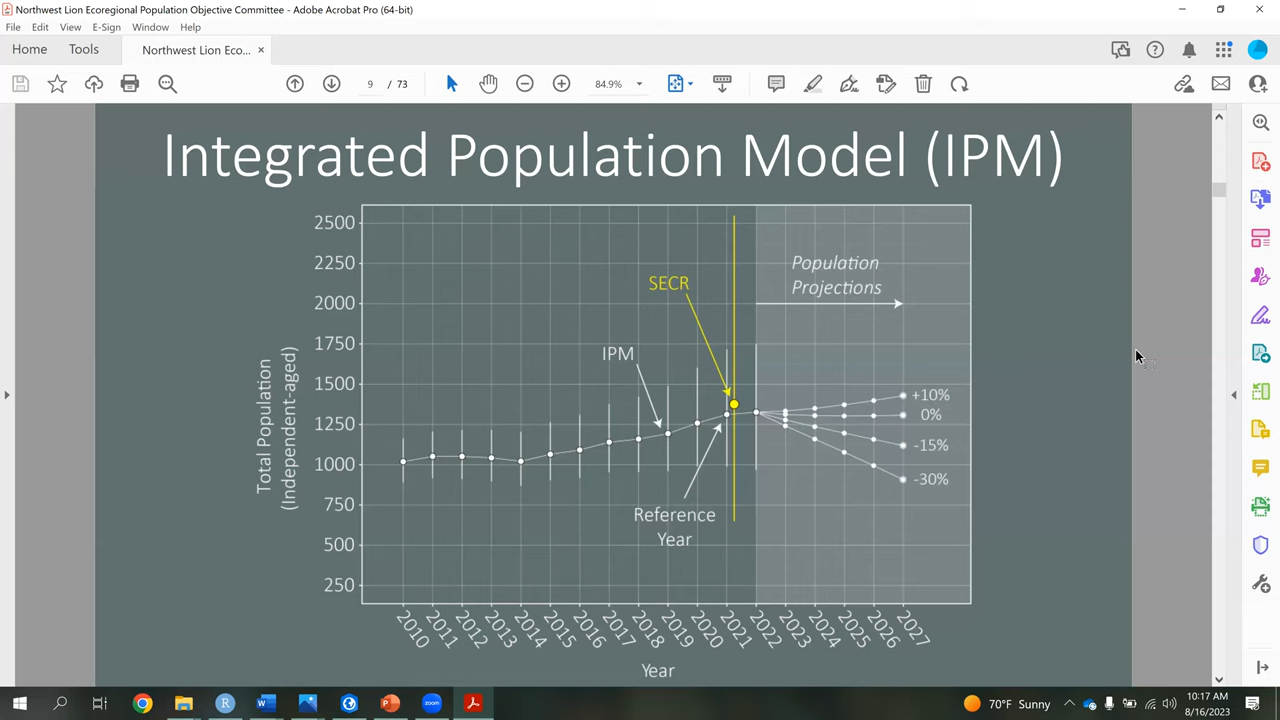 Northwest Lion Ecoregional Population Objective Committee - Adobe Acrobat Pro (64-bit)
File Edit View E-Sign Window Help
Home Tools Northwest Lion Eco... ×
9 / 73 84.9%
Integrated Population Model (IPM)
2500
2250
2000
1750
1500
1250
1000
750
500
250
Total Population
(Independent-aged)
SECR
Population
Projections
IPM
+10%
0%
-15%
-30%
Reference
Year
2010 2011 2012 2013 2014 2015 2016 2017 2018 2019 2020 2021 2022 2023 2024 2025 2026 2027
Year
70°F Sunny
10:17 AM
8/16/2023